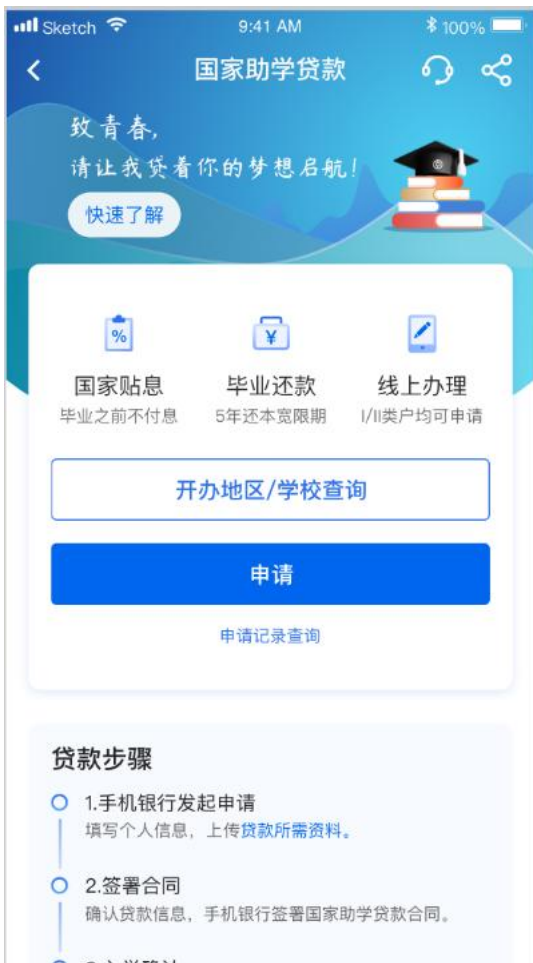 Sketch 9:41 AM 100%
国家助学贷款
致青春,
请让我贷着你的梦想启航!
快速了解
% ¥
国家贴息 毕业还款 线上办理
毕业之前不付息 5年还本宽限期 I/II类户均可申请
开办地区/学校查询
申请
申请记录查询
贷款步骤
1.手机银行发起申请
填写个人信息，上传贷款所需资料。
2.签署合同
确认贷款信息，手机银行签署国家助学贷款合同。